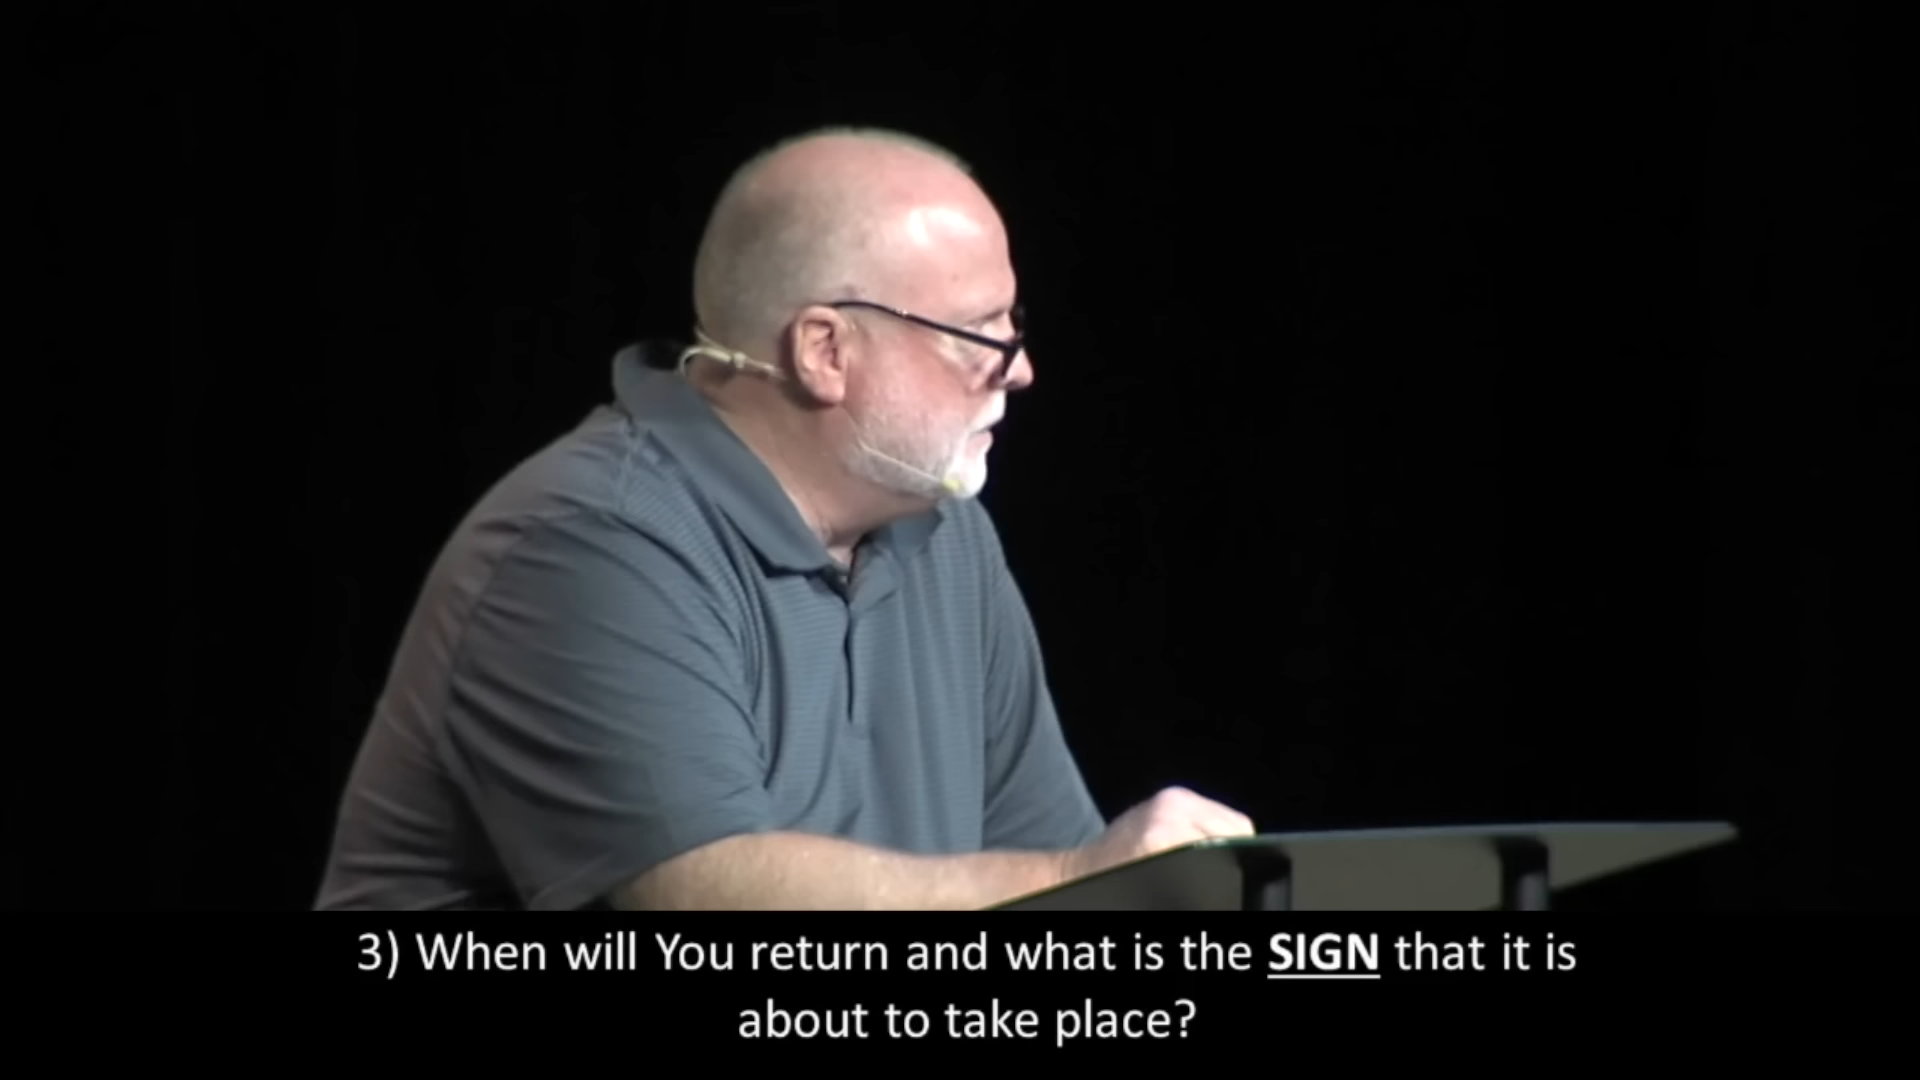 3) When will You return and what is the SIGN that it is
about to take place?